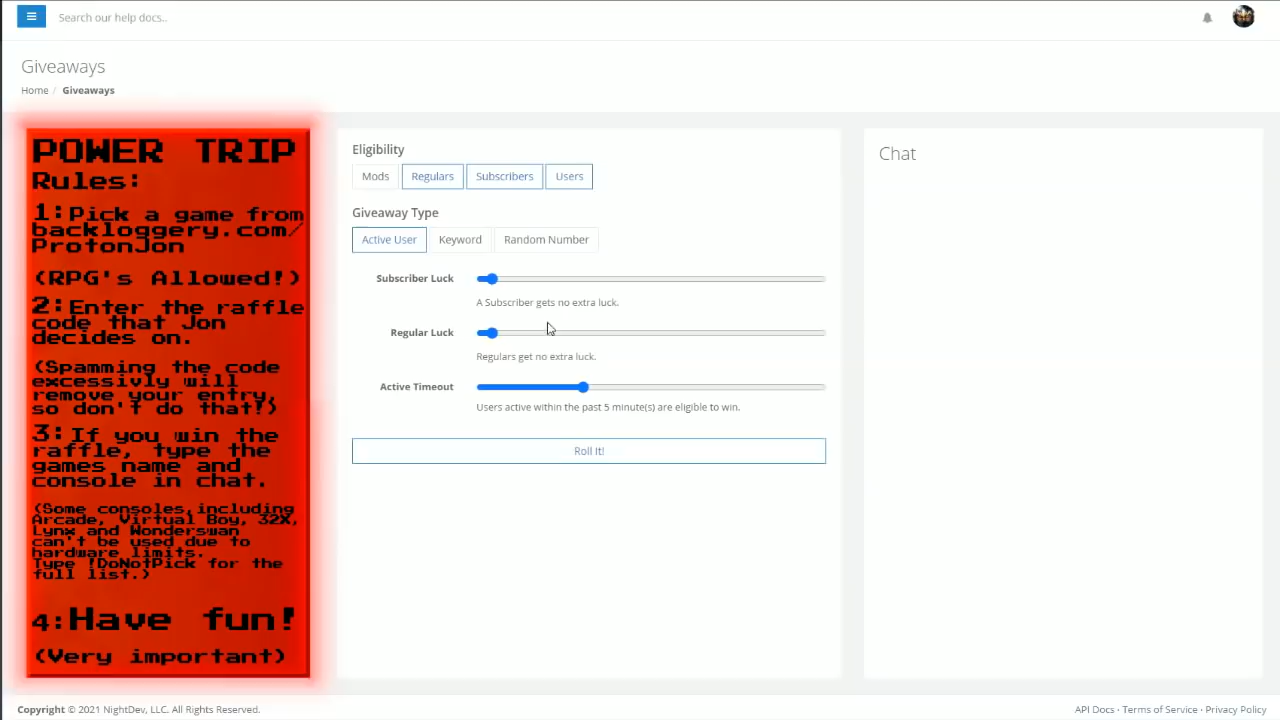 Search our help docs..
Giveaways
Home / Giveaways
POWER TRIP
Rules:
1:Pick a game from
backloggery.com/
ProtonJon
(RPG's Allowed!)
2:Enter the raffle
code that Jon
decides on.
(Spamming the code
excessivly will
remove your entry,
so don't do that!)
3:If you win the
raffle, type the
games name and
console in chat.
(Some consoles,including
Arcade, Virtual Boy, 32X,
Lynx and Wonderswan
can't be used due to
hardware limits.
Type !DoNotPick for the
full list.)
4:Have fun!
(Very important)
Eligibility
Mods Regulars Subscribers Users
Giveaway Type
Active User Keyword Random Number
Subscriber Luck
A Subscriber gets no extra luck.
Regular Luck
Regulars get no extra luck.
Active Timeout
Users active within the past 5 minute(s) are eligible to win.
Roll It!
Chat
Copyright © 2021 NightDev, LLC. All Rights Reserved.
API Docs · Terms of Service · Privacy Policy